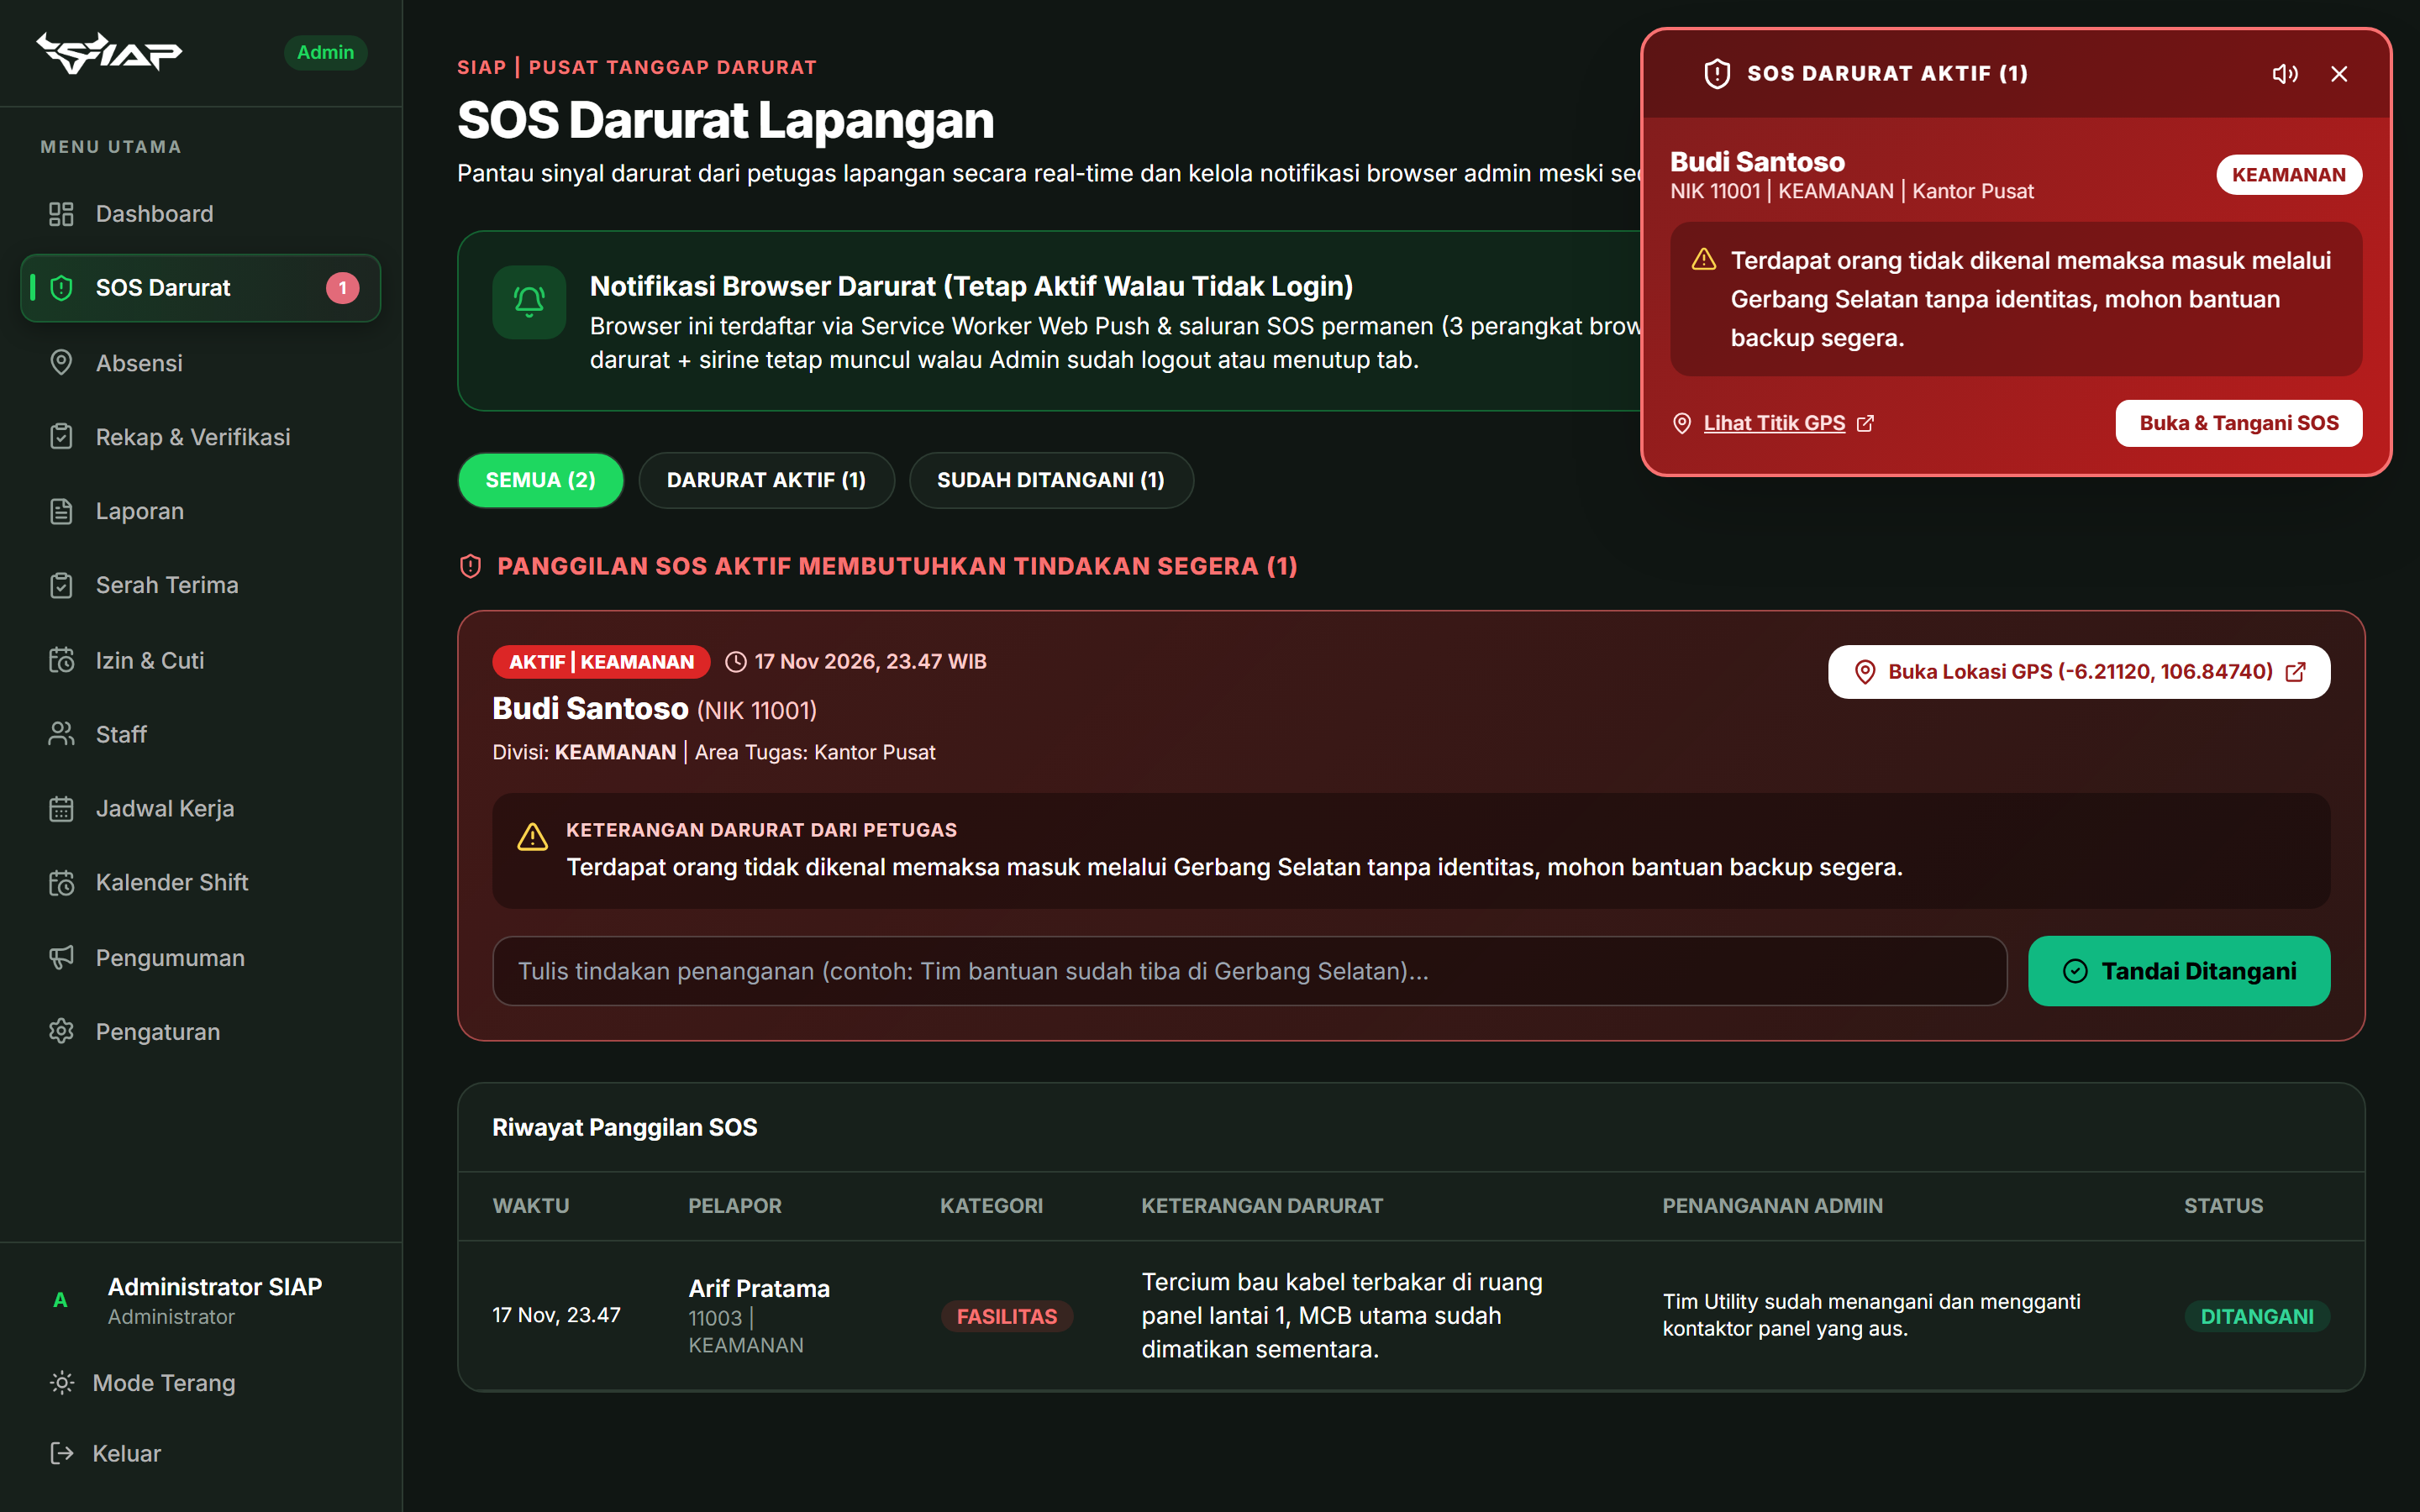 SIAP
Admin
MENU UTAMA
Dashboard
SOS Darurat
1
Absensi
Rekap & Verifikasi
Laporan
Serah Terima
Izin & Cuti
Staff
Jadwal Kerja
Kalender Shift
Pengumuman
Pengaturan
A
Administrator SIAP
Administrator
Mode Terang
Keluar
SIAP | PUSAT TANGGAP DARURAT
SOS Darurat Lapangan
Pantau sinyal darurat dari petugas lapangan secara real-time dan kelola notifikasi browser admin meski
Notifikasi Browser Darurat (Tetap Aktif Walau Tidak Login)
Browser ini terdaftar via Service Worker Web Push & saluran SOS permanen (3 perangkat
darurat + sirine tetap muncul walau Admin sudah logout atau menutup tab.
SOS DARURAT AKTIF (1)
Budi Santoso
NIK 11001 | KEAMANAN | Kantor Pusat
KEAMANAN
Terdapat orang tidak dikenal memaksa masuk melalui
Gerbang Selatan tanpa identitas, mohon bantuan
backup segera.
Lihat Titik GPS
Buka & Tangani SOS
SEMUA (2)
DARURAT AKTIF (1)
SUDAH DITANGANI (1)
PANGGILAN SOS AKTIF MEMBUTUHKAN TINDAKAN SEGERA (1)
AKTIF | KEAMANAN
17 Nov 2026, 23.47 WIB
Buka Lokasi GPS (-6.21120, 106.84740)
Budi Santoso (NIK 11001)
Divisi: KEAMANAN | Area Tugas: Kantor Pusat
KETERANGAN DARURAT DARI PETUGAS
Terdapat orang tidak dikenal memaksa masuk melalui Gerbang Selatan tanpa identitas, mohon bantuan backup segera.
Tulis tindakan penanganan (contoh: Tim bantuan sudah tiba di Gerbang Selatan)...
Tandai Ditangani
Riwayat Panggilan SOS
WAKTU
PELAPOR
KATEGORI
KETERANGAN DARURAT
PENANGANAN ADMIN
STATUS
17 Nov, 23.47
Arif Pratama
11003 |
KEAMANAN
FASILITAS
Tercium bau kabel terbakar di ruang
panel lantai 1, MCB utama sudah
dimatikan sementara.
Tim Utility sudah menangani dan mengganti
kontaktor panel yang aus.
DITANGANI